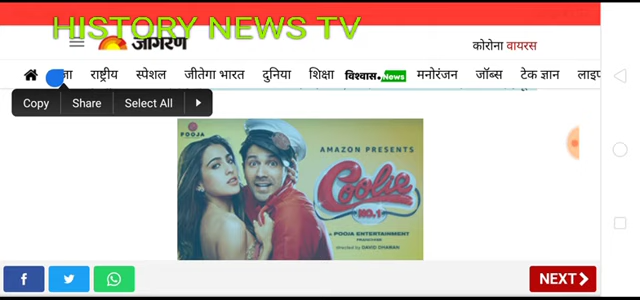 HISTORY NEWS TV
जागरण
कोरोना वायरस
राष्ट्रीय स्पेशल जीतेगा भारत दुनिया शिक्षा विश्वास.News मनोरंजन जॉब्स टेक ज्ञान
Copy Share Select All
POOJA
AMAZON PRESENTS
Coolie
NO.1
POOJA ENTERTAINMENT
directed by DAVID DHAWAN
NEXT